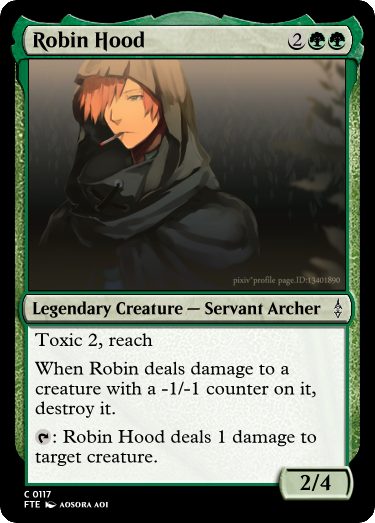 Robin Hood 2
pixiv*profile page.ID:13401890
Legendary Creature — Servant Archer
Toxic 2, reach
When Robin deals damage to a
creature with a -1/-1 counter on it,
destroy it.
: Robin Hood deals 1 damage to
target creature.
2/4
C 0117
FTE AOSORA AOI